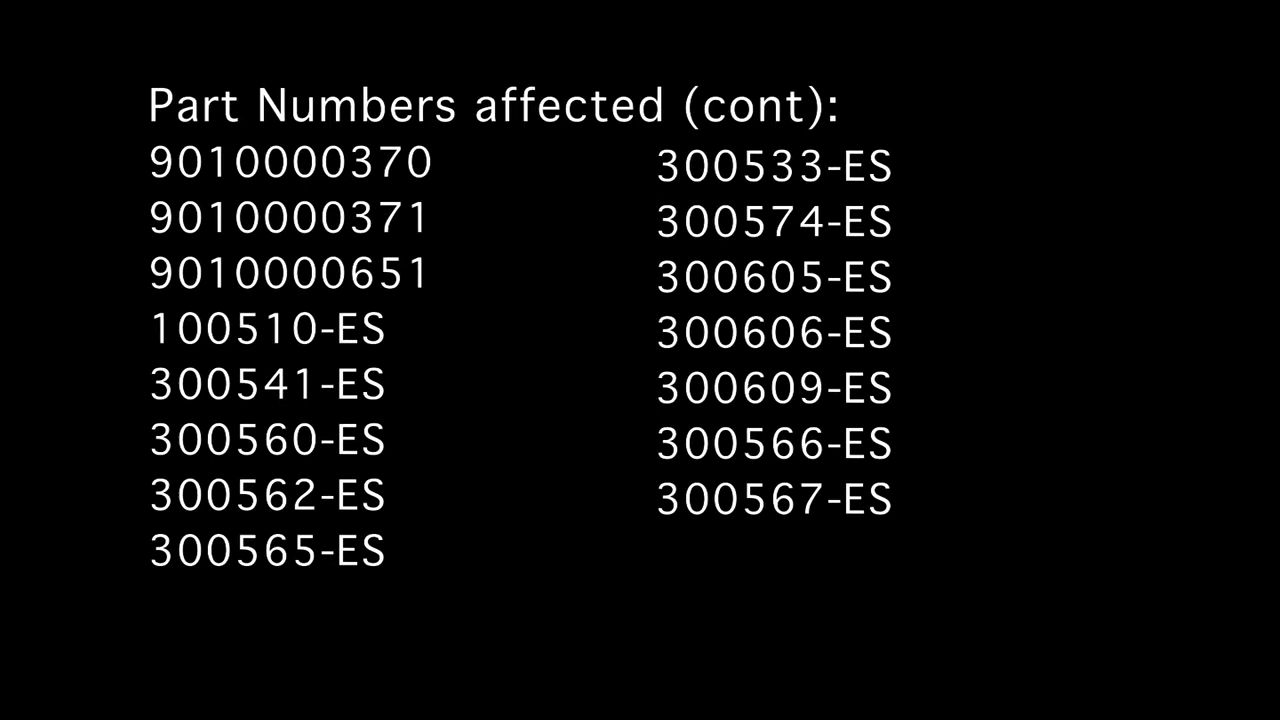 Part Numbers affected (cont):
9010000370
9010000371
9010000651
100510-ES
300541-ES
300560-ES
300562-ES
300565-ES
300533-ES
300574-ES
300605-ES
300606-ES
300609-ES
300566-ES
300567-ES